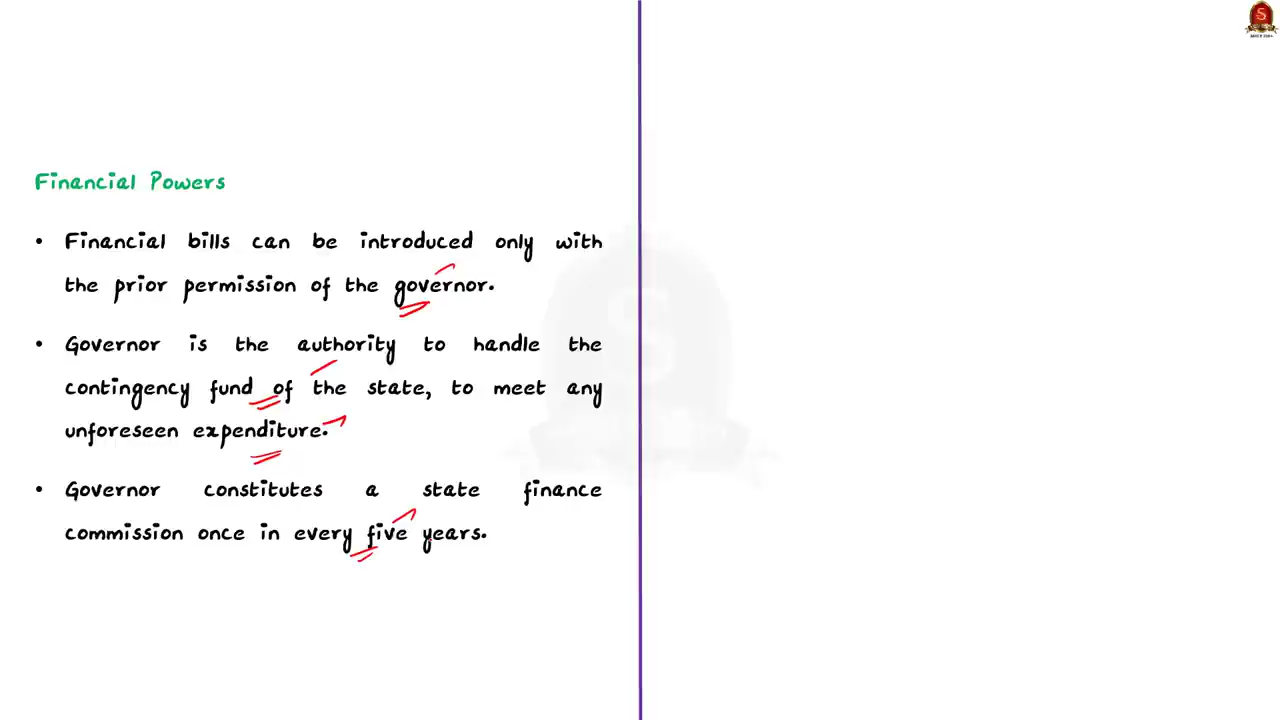 Financial Powers
• Financial bills can be introduced only with
the prior permission of the governor.
• Governor is the authority to handle the
contingency fund of the state, to meet any
unforeseen expenditure.
• Governor constitutes a state finance
commission once in every five years.